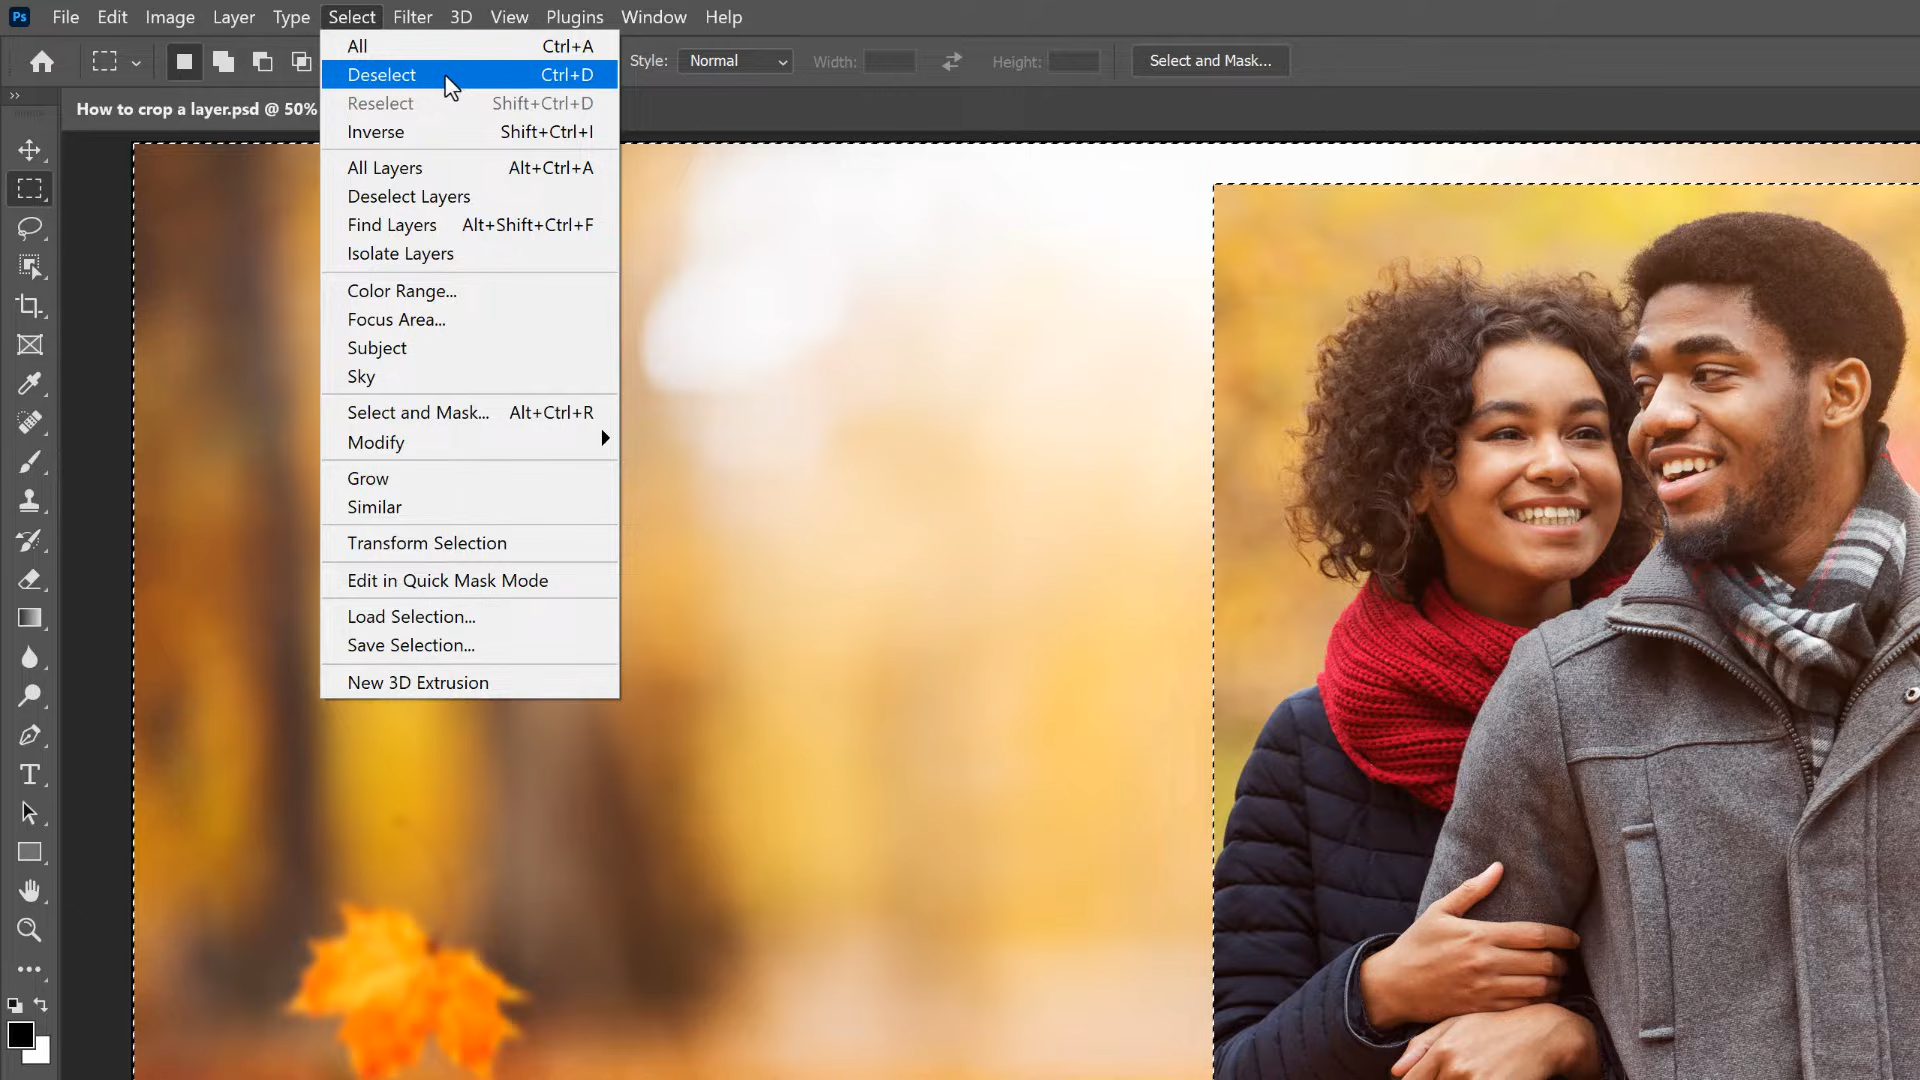 Ps File Edit Image Layer Type Select Filter 3D View Plugins Window Help
Style: Normal Width: Height: Select and Mask...
How to crop a layer.psd @ 50%
All Ctrl+A
Deselect Ctrl+D
Reselect Shift+Ctrl+D
Inverse Shift+Ctrl+I
All Layers Alt+Ctrl+A
Deselect Layers
Find Layers Alt+Shift+Ctrl+F
Isolate Layers
Color Range...
Focus Area...
Subject
Sky
Select and Mask... Alt+Ctrl+R
Modify
Grow
Similar
Transform Selection
Edit in Quick Mask Mode
Load Selection...
Save Selection...
New 3D Extrusion